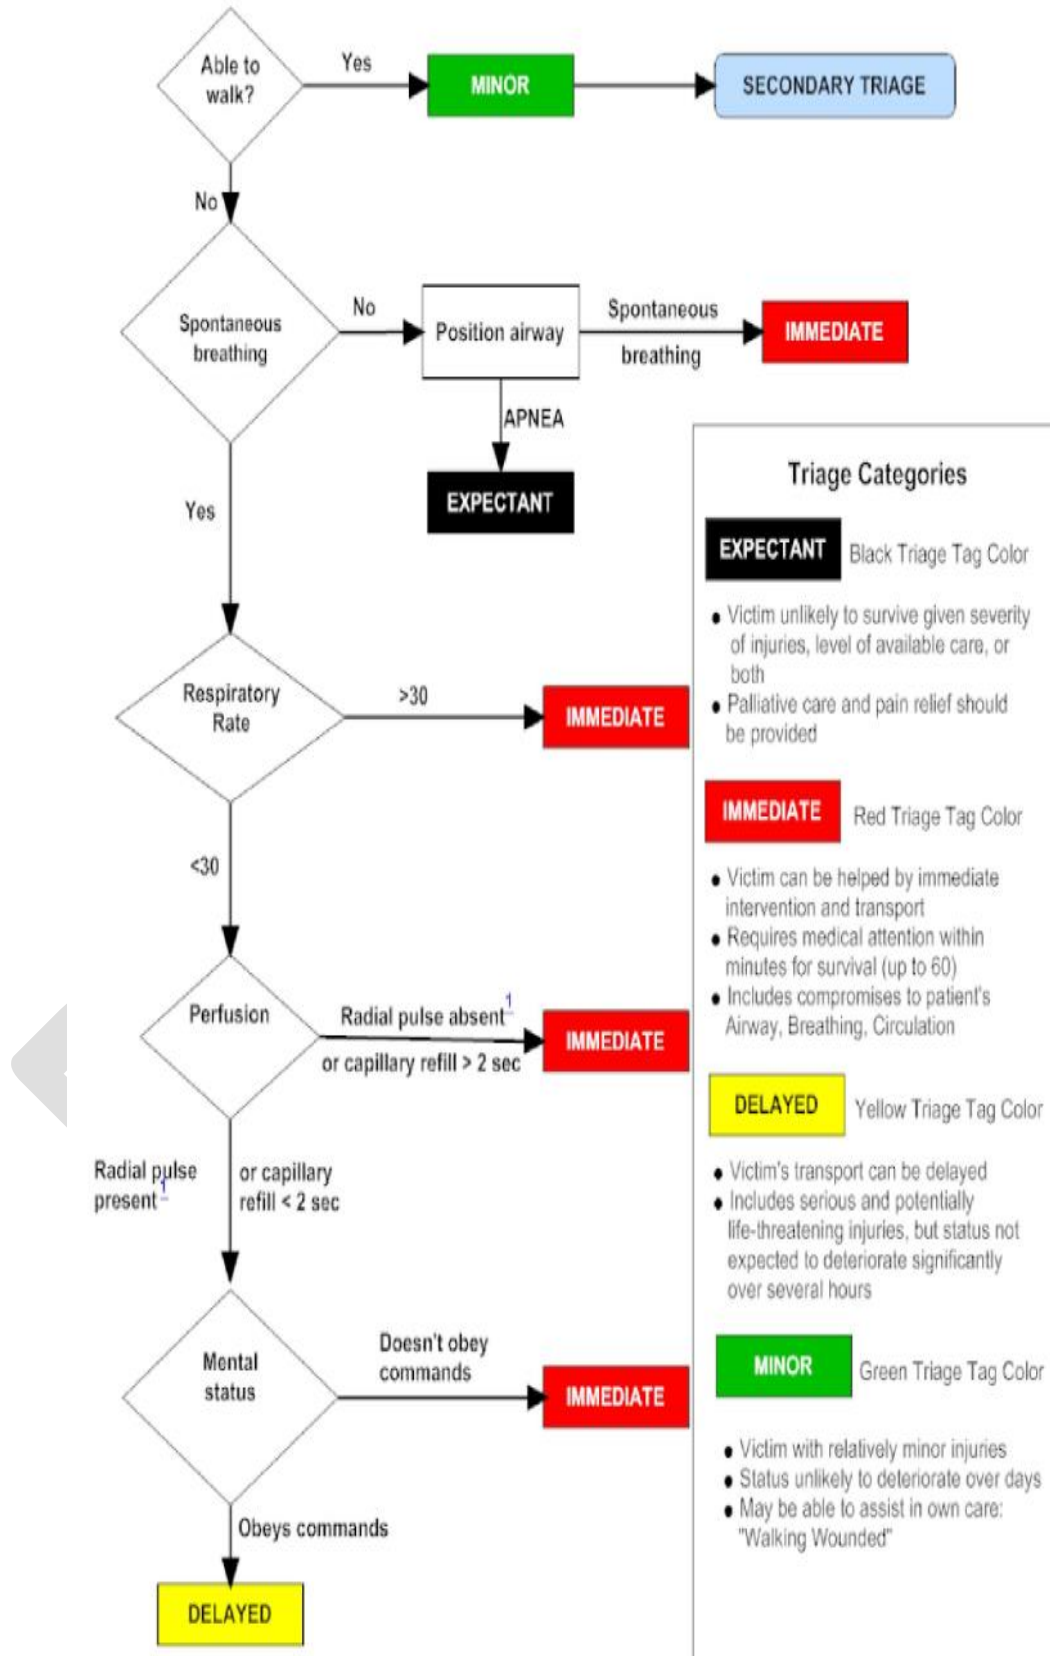 Able to
walk?
Yes
MINOR
SECONDARY TRIAGE
No
Spontaneous
breathing
No
Position airway
Spontaneous
breathing
IMMEDIATE
APNEA
EXPECTANT
Yes
Respiratory
Rate
>30
IMMEDIATE
<30
Perfusion
Radial pulse absent 1
or capillary refill > 2 sec
IMMEDIATE
Radial pulse
present 1
or capillary
refill < 2 sec
Mental
status
Doesn't obey
commands
IMMEDIATE
Obeys commands
DELAYED
Triage Categories
EXPECTANT Black Triage Tag Color
● Victim unlikely to survive given severity
of injuries, level of available care, or
both
● Palliative care and pain relief should
be provided
IMMEDIATE Red Triage Tag Color
● Victim can be helped by immediate
intervention and transport
● Requires medical attention within
minutes for survival (up to 60)
● Includes compromises to patient's
Airway, Breathing, Circulation
DELAYED Yellow Triage Tag Color
● Victim's transport can be delayed
● Includes serious and potentially
life-threatening injuries, but status not
expected to deteriorate significantly
over several hours
MINOR Green Triage Tag Color
● Victim with relatively minor injuries
● Status unlikely to deteriorate over days
● May be able to assist in own care:
"Walking Wounded"